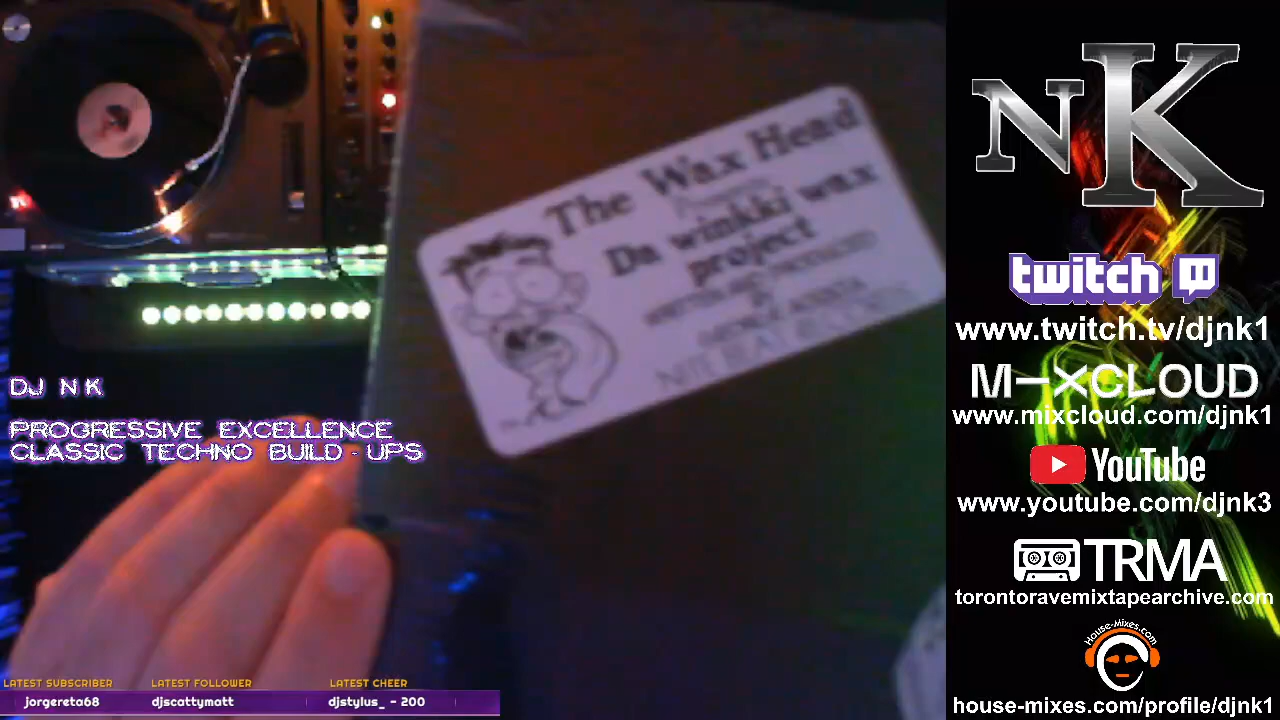 The Wax Head
Da winkki wax
project
DJ NK
PROGRESSIVE EXCELLENCE
CLASSIC TECHNO BUILD-UPS
LATEST SUBSCRIBER
jorgereta68
LATEST FOLLOWER
djscattymatt
LATEST CHEER
djstylus_ - 200
NK
twitch
www.twitch.tv/djnk1
M-XCLOUD
www.mixcloud.com/djnk1
YouTube
www.youtube.com/djnk3
TRMA
torontoravemixtapearchive.com
House-Mixes.com
house-mixes.com/profile/djnk1